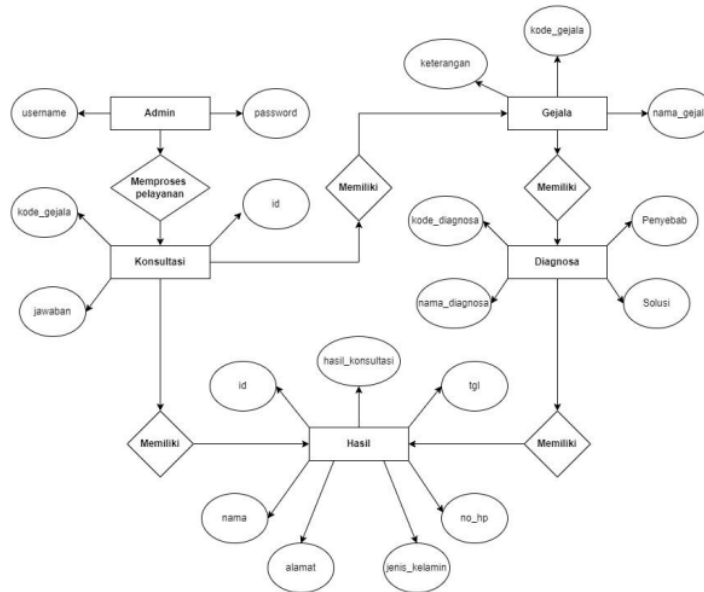 kode_gejala
keterangan
username
Admin
password
Gejala
nama_gejal
Memproses
pelayanan
Memiliki
Memiliki
kode_gejala
id
kode_diagnosa
Penyebab
Konsultasi
Diagnosa
jawaban
nama_diagnosa
Solusi
hasil_konsultasi
id
tgl
Memiliki
Hasil
Memiliki
nama
no_hp
alamat
jenis_kelamin